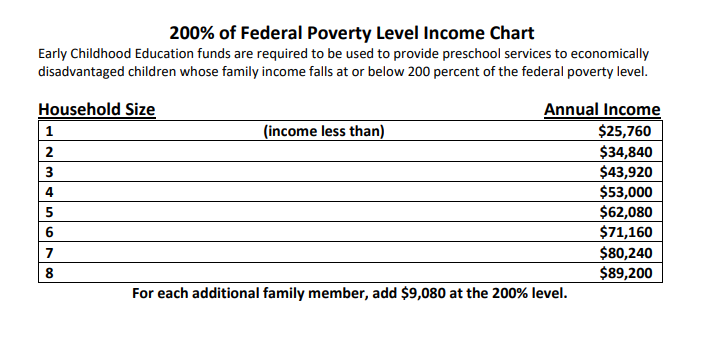 200% of Federal Poverty Level Income Chart
Early Childhood Education funds are required to be used to provide preschool services to economically
disadvantaged children whose family income falls at or below 200 percent of the federal poverty level.
Household Size Annual Income
1 (income less than) $25,760
2 $34,840
3 $43,920
4 $53,000
5 $62,080
6 $71,160
7 $80,240
8 $89,200
For each additional family member, add $9,080 at the 200% level.